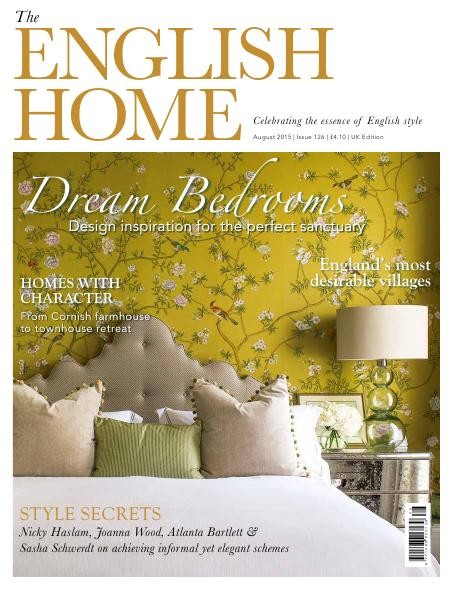 The
ENGLISH
HOME
Celebrating the essence of English style
August 2015 | Issue 126 | £4.10 | UK Edition
Dream Bedrooms
Design inspiration for the perfect sanctuary
England's most
desirable villages
HOMES WITH
CHARACTER
From Cornish farmhouse
to townhouse retreat
STYLE SECRETS
Nicky Haslam, Joanna Wood, Atlanta Bartlett &
Sasha Schwerdt on achieving informal yet elegant schemes